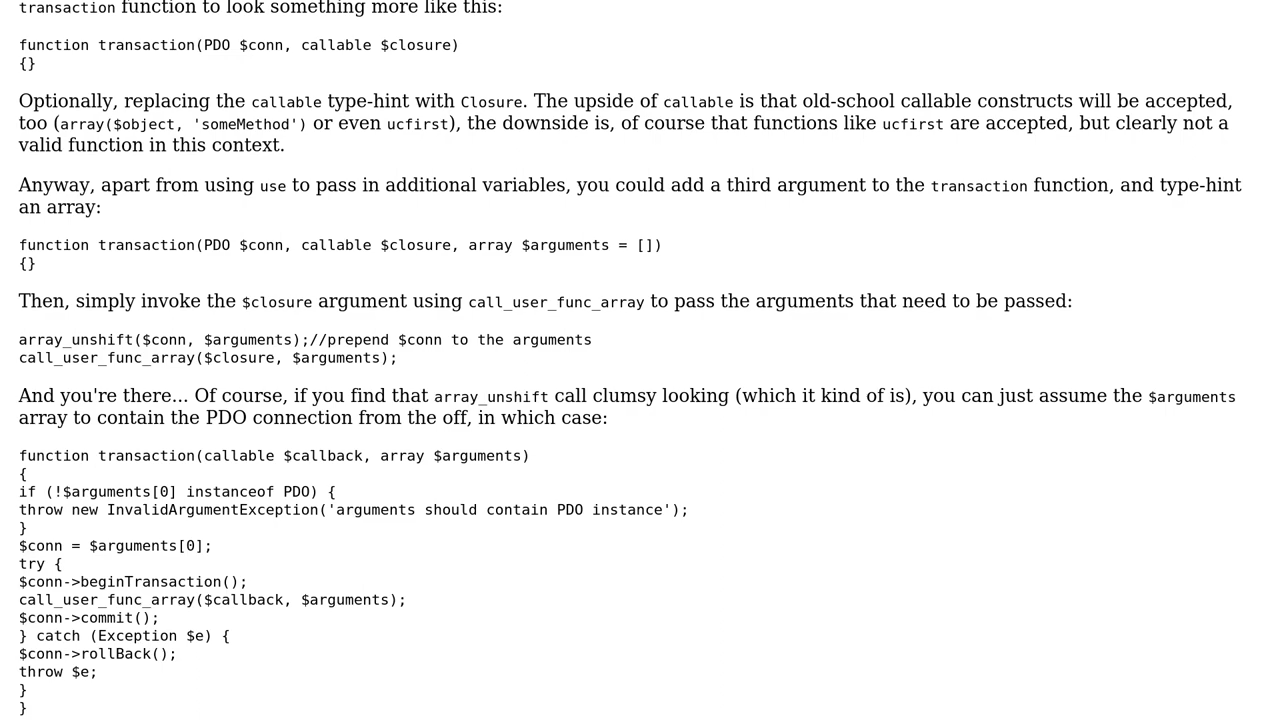 transaction function to look something more like this:
function transaction(PDO $conn, callable $closure)
{}
Optionally, replacing the callable type-hint with Closure. The upside of callable is that old-school callable constructs will be accepted,
too (array($object, 'someMethod') or even ucfirst), the downside is, of course that functions like ucfirst are accepted, but clearly not a
valid function in this context.
Anyway, apart from using use to pass in additional variables, you could add a third argument to the transaction function, and type-hint
an array:
function transaction(PDO $conn, callable $closure, array $arguments = [])
{}
Then, simply invoke the $closure argument using call_user_func_array to pass the arguments that need to be passed:
array_unshift($conn, $arguments);//prepend $conn to the arguments
call_user_func_array($closure, $arguments);
And you're there... Of course, if you find that array_unshift call clumsy looking (which it kind of is), you can just assume the $arguments
array to contain the PDO connection from the off, in which case:
function transaction(callable $callback, array $arguments)
{
if (!$arguments[0] instanceof PDO) {
throw new InvalidArgumentException('arguments should contain PDO instance');
}
$conn = $arguments[0];
try {
$conn->beginTransaction();
call_user_func_array($callback, $arguments);
$conn->commit();
} catch (Exception $e) {
$conn->rollBack();
throw $e;
}
}